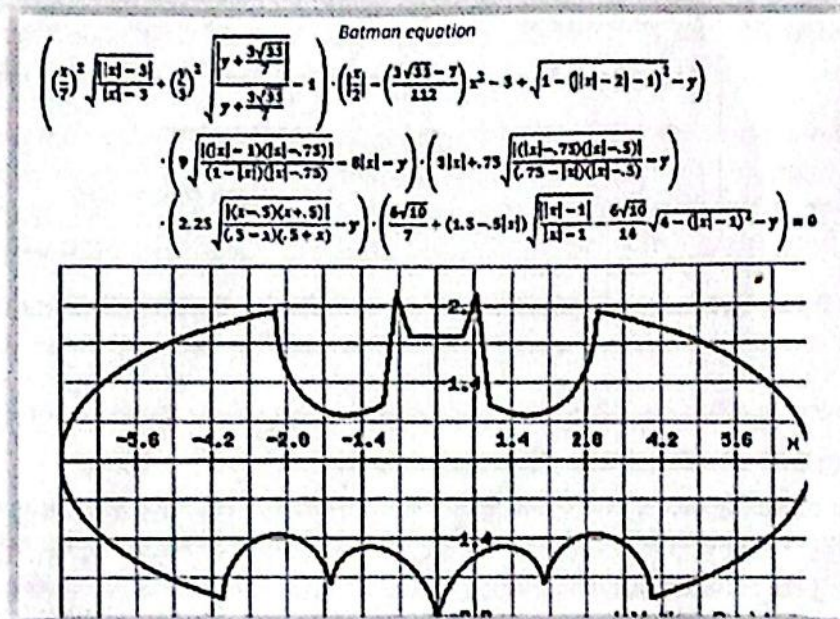 Batman equation
((x/7)² √(||x|-3|/(|x|-3)) + (y/3)² √(|y + 3√33/7|/(y + 3√33/7)) - 1) · (|x/2| - ((3√33 - 7)/112) x² - 3 + √(1 - (||x| - 2| - 1)²) - y)
· (9 √(|(|x| - 1)(|x| - .75)|/((1 - |x|)(|x| - .75))) - 8|x| - y) · (3|x| + .75 √(|(|x| - .75)(|x| - .5)|/((.75 - |x|)(|x| - .5))) - y)
· (2.25 √(|(x - .5)(x + .5)|/((.5 - x)(.5 + x))) - y) · (6√10/7 + (1.5 - .5|x|) √(||x| - 1|/(|x| - 1)) - 6√10/14 √(4 - (|x| - 1)²) - y) = 0
2.
1.4
-5.6 -4.2 -2.8 -1.4 1.4 2.8 4.2 5.6 x
1.4